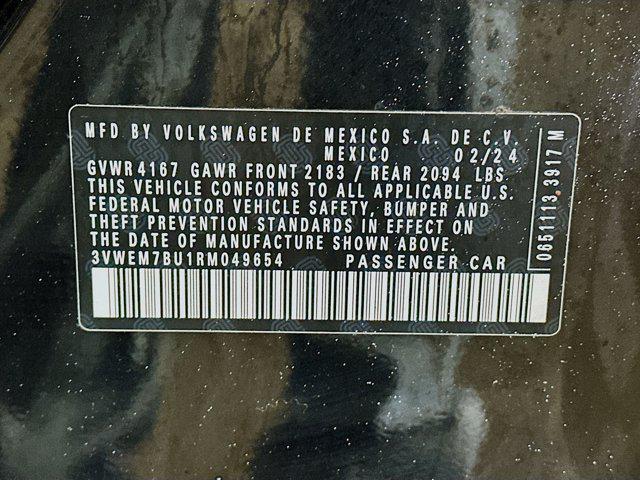 MFD BY VOLKSWAGEN DE MEXICO S.A. DE C.V.
MEXICO 02/24
GVWR 4167 GAWR FRONT 2183 / REAR 2094 LBS.
THIS VEHICLE CONFORMS TO ALL APPLICABLE U.S.
FEDERAL MOTOR VEHICLE SAFETY, BUMPER AND
THEFT PREVENTION STANDARDS IN EFFECT ON
THE DATE OF MANUFACTURE SHOWN ABOVE.
3VWEM7BU1RM049654 PASSENGER CAR
0651113.3917M